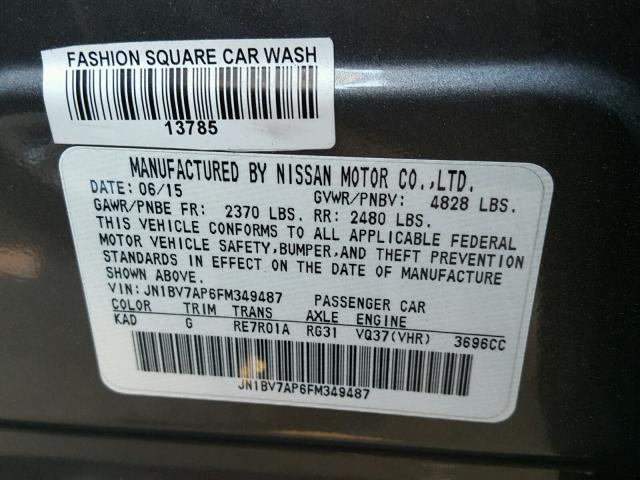 FASHION SQUARE CAR WASH
13785
MANUFACTURED BY NISSAN MOTOR CO.,LTD.
DATE: 06/15 GVWR/PNBV: 4828 LBS.
GAWR/PNBE FR: 2370 LBS. RR: 2480 LBS.
THIS VEHICLE CONFORMS TO ALL APPLICABLE FEDERAL
MOTOR VEHICLE SAFETY,BUMPER,AND THEFT PREVENTION
STANDARDS IN EFFECT ON THE DATE OF MANUFACTURE
SHOWN ABOVE.
VIN:JN1BV7AP6FM349487 PASSENGER CAR
COLOR TRIM TRANS AXLE ENGINE
KAD G RE7R01A RG31 VQ37(VHR) 3696CC
JN1BV7AP6FM349487